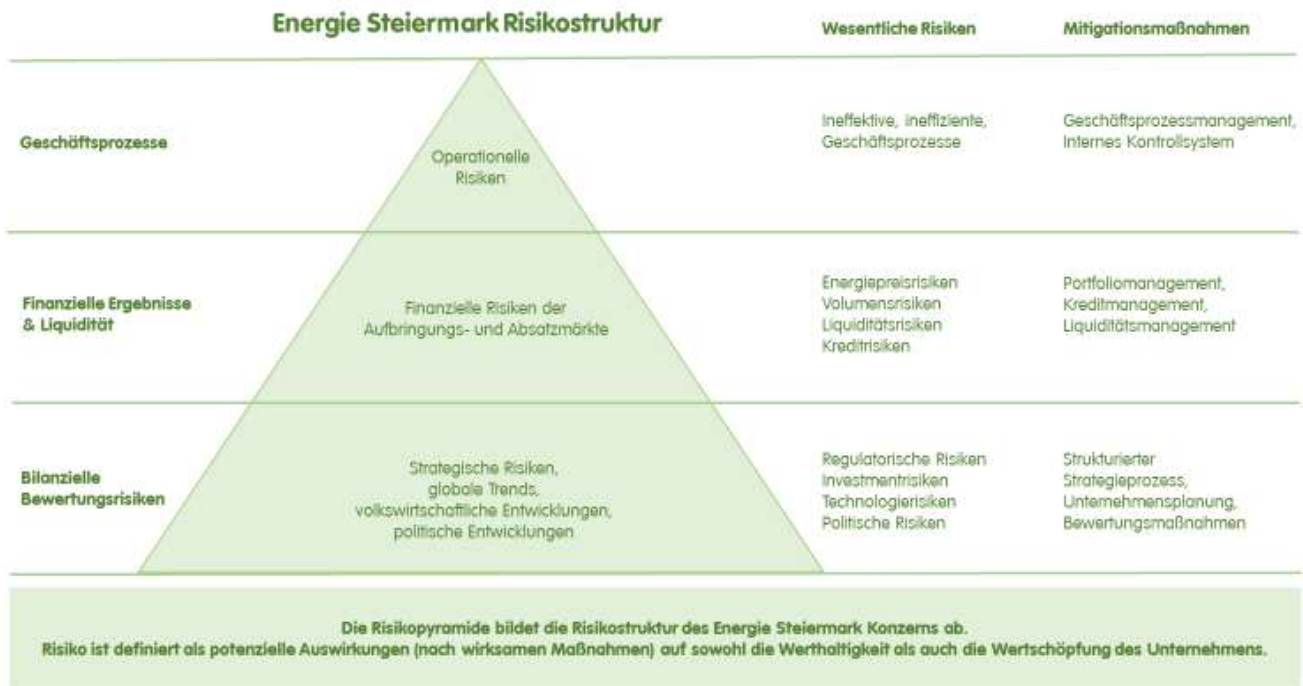 Energie Steiermark Risikostruktur
Wesentliche Risiken
Mitigationsmaßnahmen
Geschäftsprozesse
Operationelle
Risiken
Ineffektive, ineffiziente,
Geschäftsprozesse
Geschäftsprozessmanagement,
Internes Kontrollsystem
Finanzielle Ergebnisse
& Liquidität
Finanzielle Risiken der
Aufbringungs- und Absatzmärkte
Energiepreisrisiken
Volumensrisiken
Liquiditätsrisiken
Kreditrisiken
Portfoliomanagement,
Kreditmanagement,
Liquiditätsmanagement
Bilanzielle
Bewertungsrisiken
Strategische Risiken,
globale Trends,
volkswirtschaftliche Entwicklungen,
politische Entwicklungen
Regulatorische Risiken
Investmentrisiken
Technologierisiken
Politische Risiken
Strukturierter
Strategieprozess,
Unternehmensplanung,
Bewertungsmaßnahmen
Die Risikopyramide bildet die Risikostruktur des Energie Steiermark Konzerns ab.
Risiko ist definiert als potenzielle Auswirkungen (nach wirksamen Maßnahmen) auf sowohl die Werthaltigkeit als auch die Wertschöpfung des Unternehmens.